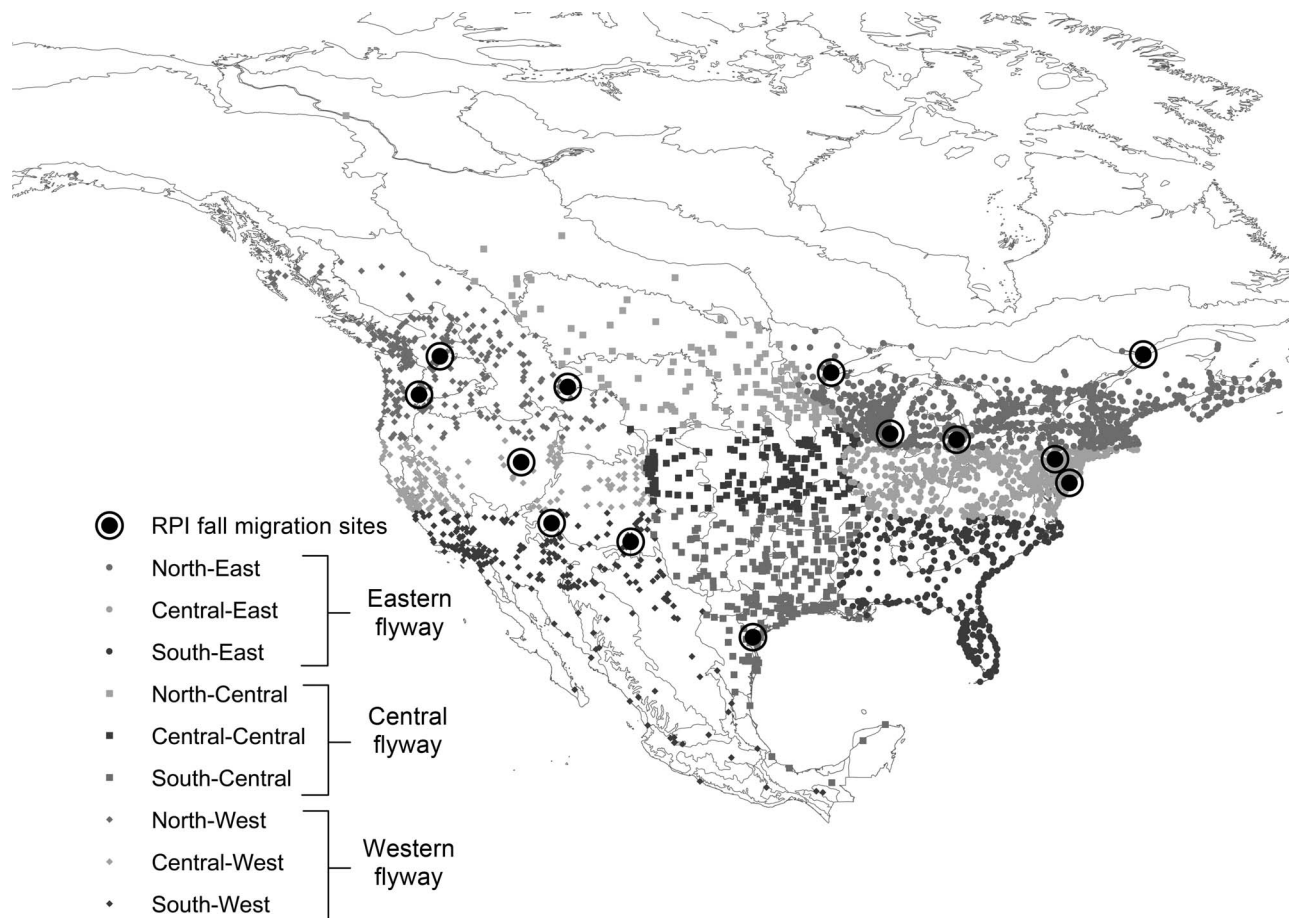 RPI fall migration sites
North-East
Central-East
South-East
Eastern
flyway
North-Central
Central-Central
South-Central
Central
flyway
North-West
Central-West
South-West
Western
flyway